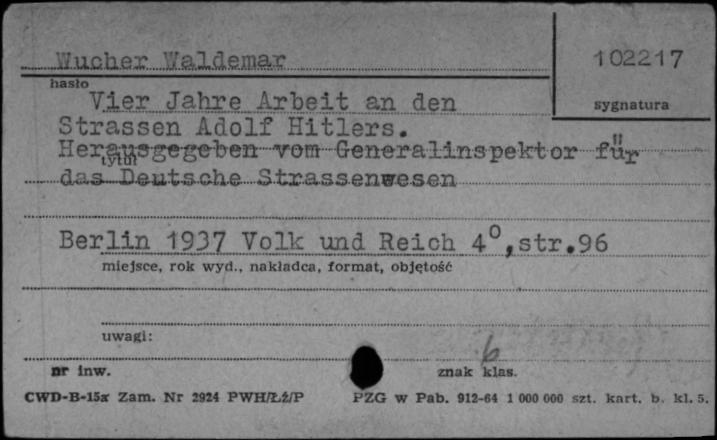 Wucher Waldemar
102217
hasło
sygnatura
Vier Jahre Arbeit an den
Strassen Adolf Hitlers.
Herausgegeben vom Generalinspektor für
tytuł
das Deutsche Strassenwesen
Berlin 1937 Volk und Reich 4°,str.96
miejsce, rok wyd., nakładca, format, objętość
uwagi:
6
nr inw.
znak klas.
CWD-B-15a Zam. Nr 2924 PWH/Łż/P PZG w Pab. 912-64 1 000 000 szt. kart. b. kl. 5.